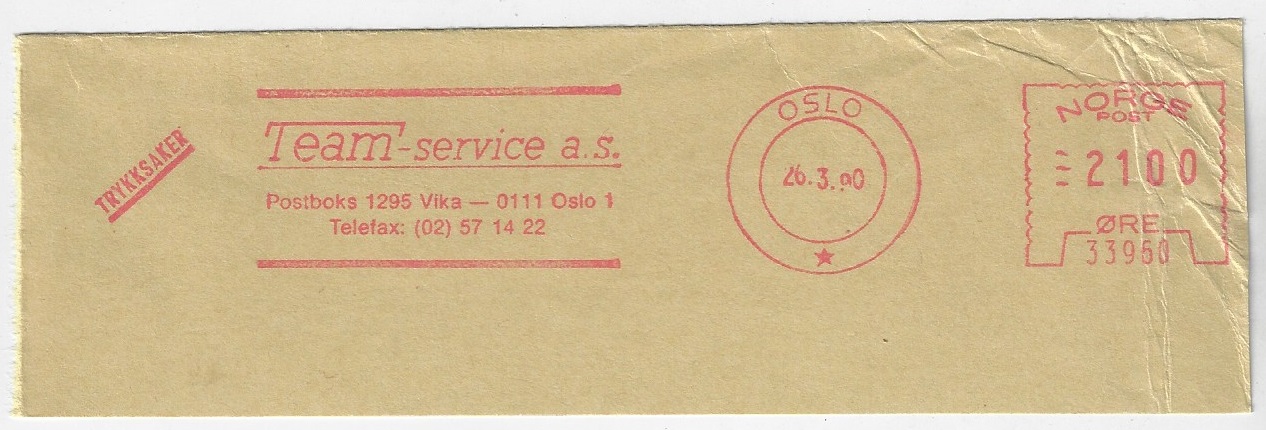 TRYKKSAKER
Team-service a.s.
Postboks 1295 Vika — 0111 Oslo 1
Telefax: (02) 57 14 22
OSLO
26.3.90
NORGE
POST
2100
ØRE
33960